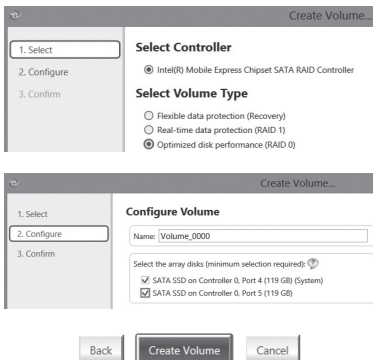 Create Volume...
1. Select
2. Configure
3. Confirm
Select Controller
Intel(R) Mobile Express Chipset SATA RAID Controller
Select Volume Type
Flexible data protection (Recovery)
Real-time data protection (RAID 1)
Optimized disk performance (RAID 0)
Create Volume...
1. Select
2. Configure
3. Confirm
Configure Volume
Name: Volume_0000
Select the array disks (minimum selection required): ?
SATA SSD on Controller 0, Port 4 (119 GB) (System)
SATA SSD on Controller 0, Port 5 (119 GB)
Back Create Volume Cancel